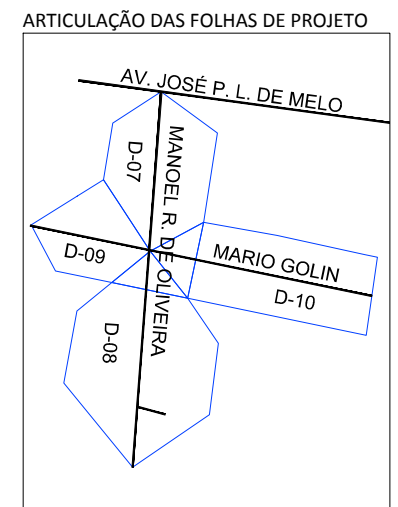 ARTICULAÇÃO DAS FOLHAS DE PROJETO
AV. JOSÉ P. L. DE MELO
D-07
MANOEL R. DE OLIVEIRA
D-09
MARIO GOLIN
D-10
D-08